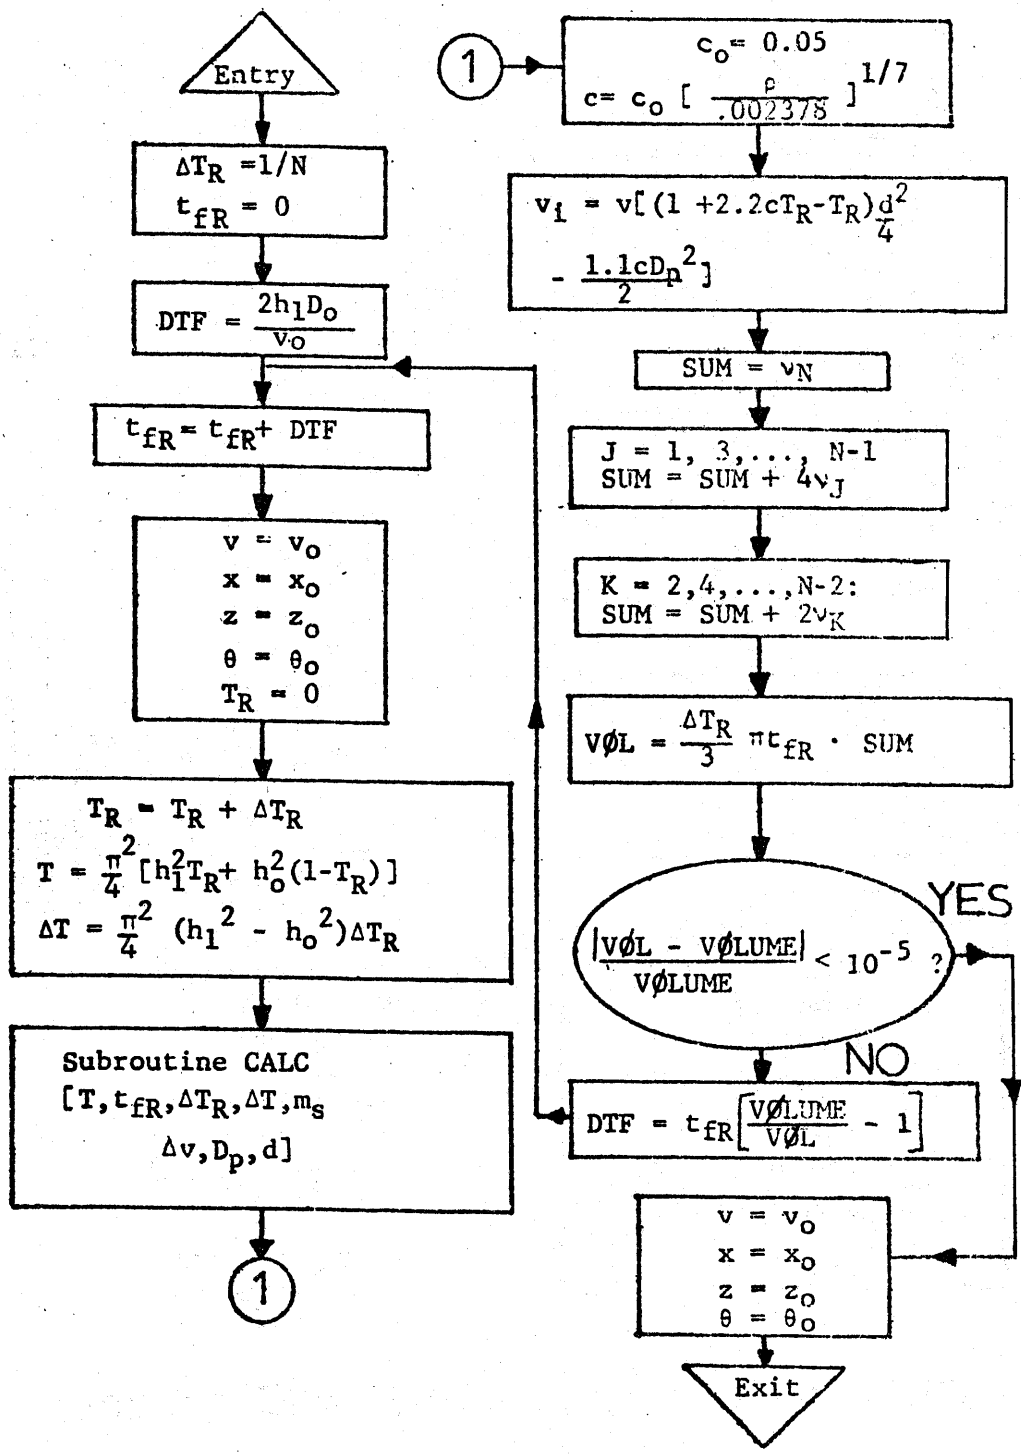 Entry
ΔT_R =1/N
t_fR = 0
DTF = 2h_1D_o / v_o
t_fR = t_fR + DTF
v = v_o
x = x_o
z = z_o
θ = θ_o
T_R = 0
T_R = T_R + ΔT_R
T = π²/4 [h_1²T_R + h_o²(1-T_R)]
ΔT = π²/4 (h_1² - h_o²)ΔT_R
Subroutine CALC
[T,t_fR,ΔT_R,ΔT,m_s
Δv,D_p,d]
1
1
c_o = 0.05
c= c_o [ ρ / .002378 ]^1/7
v_i = v[(1 +2.2cT_R-T_R)d²/4
- 1.1cD_p²/2]
SUM = v_N
J = 1, 3,..., N-1
SUM = SUM + 4v_J
K = 2,4,...,N-2:
SUM = SUM + 2v_K
VØL = ΔT_R/3 πt_fR · SUM
|VØL - VØLUME| / VØLUME < 10^-5 ?
YES
NO
DTF = t_fR[VØLUME/VØL - 1]
v = v_o
x = x_o
z = z_o
θ = θ_o
Exit